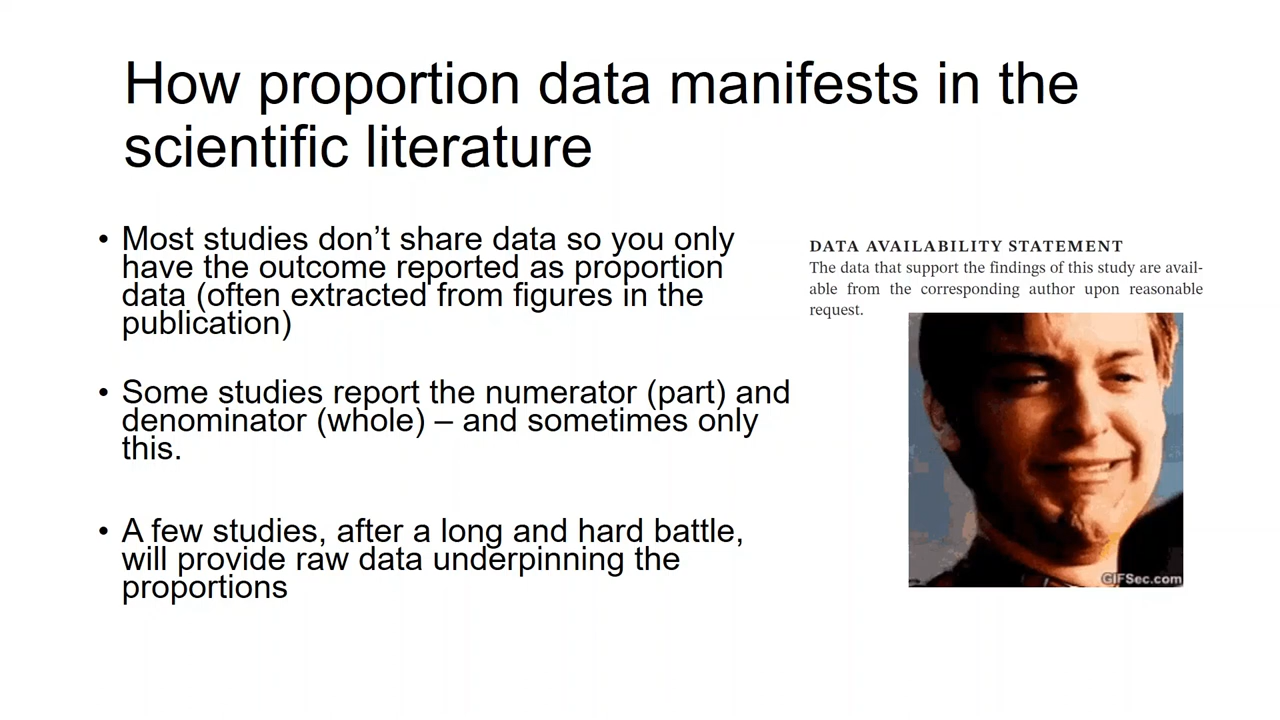 How proportion data manifests in the
scientific literature
• Most studies don’t share data so you only
have the outcome reported as proportion
data (often extracted from figures in the
publication)
• Some studies report the numerator (part) and
denominator (whole) – and sometimes only
this.
• A few studies, after a long and hard battle,
will provide raw data underpinning the
proportions
DATA AVAILABILITY STATEMENT
The data that support the findings of this study are avail-
able from the corresponding author upon reasonable
request.
GIFSec.com